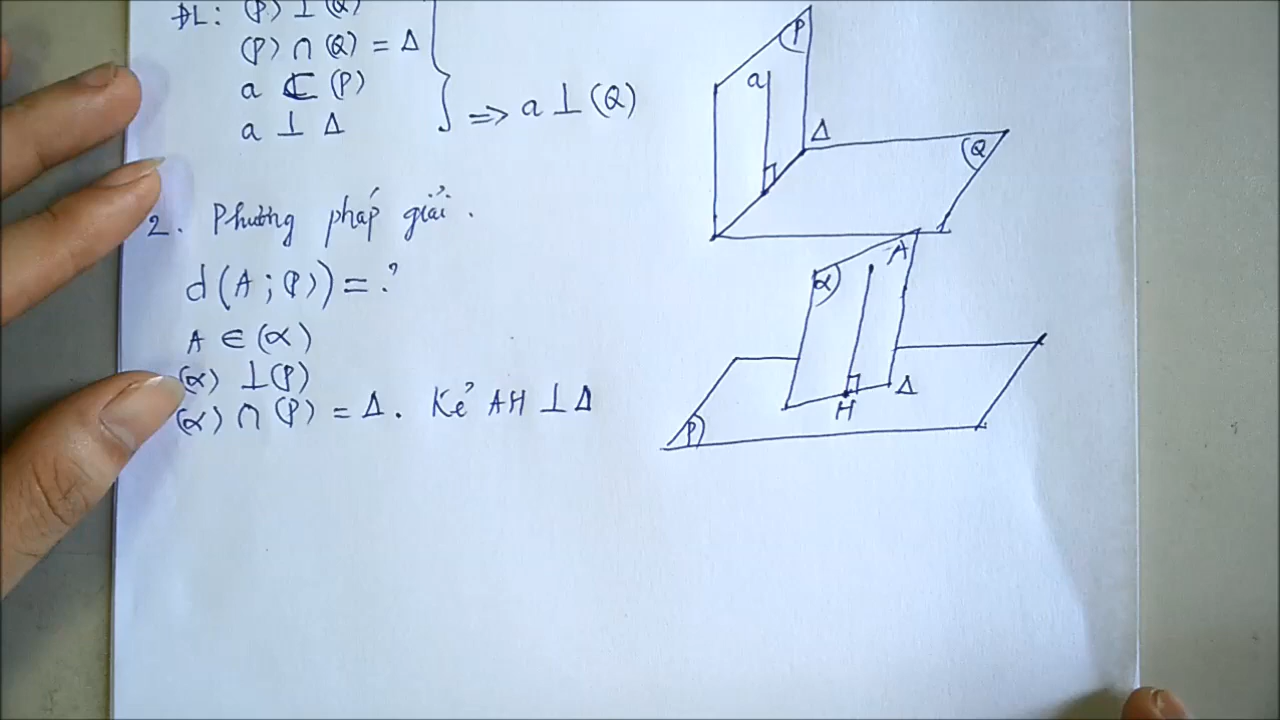 ĐL: (P) ⊥ (Q)
(P) ∩ (Q) = Δ
a ⊂ (P)
a ⊥ Δ
=> a ⊥ (Q)
P
a
Δ
Q
2. Phương pháp giải.
d(A; (P)) = ?
A ∈ (α)
(α) ⊥ (P)
(α) ∩ (P) = Δ. Kẻ AH ⊥ Δ
A
α
Δ
H
P